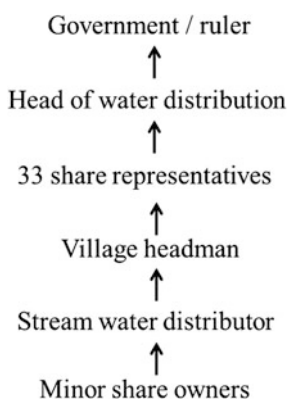 Government / ruler
Head of water distribution
33 share representatives
Village headman
Stream water distributor
Minor share owners